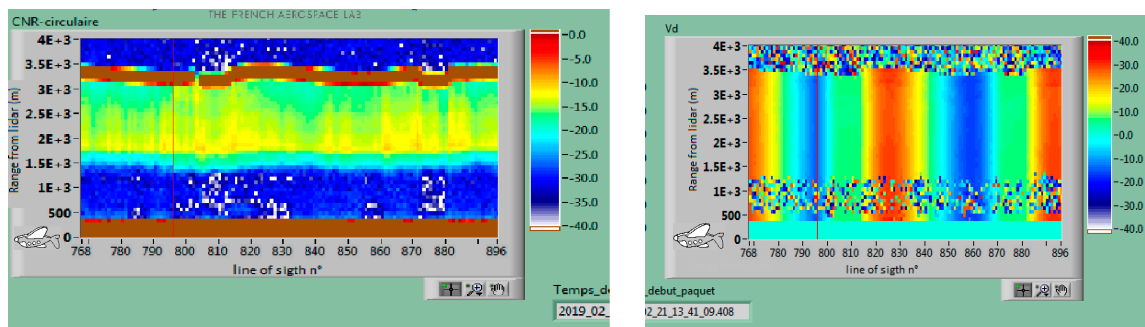 THE FRENCH AEROSPACE LAB
CNR-circulaire
4E+3
3.5E+3
3E+3
2.5E+3
2E+3
1.5E+3
1E+3
500
0
Range from lidar (m)
768 780 790 800 810 820 830 840 850 860 870 880 896
line of sigth n°
-0.0
-5.0
-10.0
-15.0
-20.0
-25.0
-30.0
-35.0
-40.0
Temps_de
2019_02_
Vd
4E+3
3.5E+3
3E+3
2.5E+3
2E+3
1.5E+3
1E+3
500
0
Range from lidar (m)
768 780 790 800 810 820 830 840 850 860 870 880 896
line of sigth n°
40.0
-30.0
-20.0
-10.0
-0.0
-10.0
-20.0
-30.0
-40.0
_debut_paquet
02_21_13_41_09.408